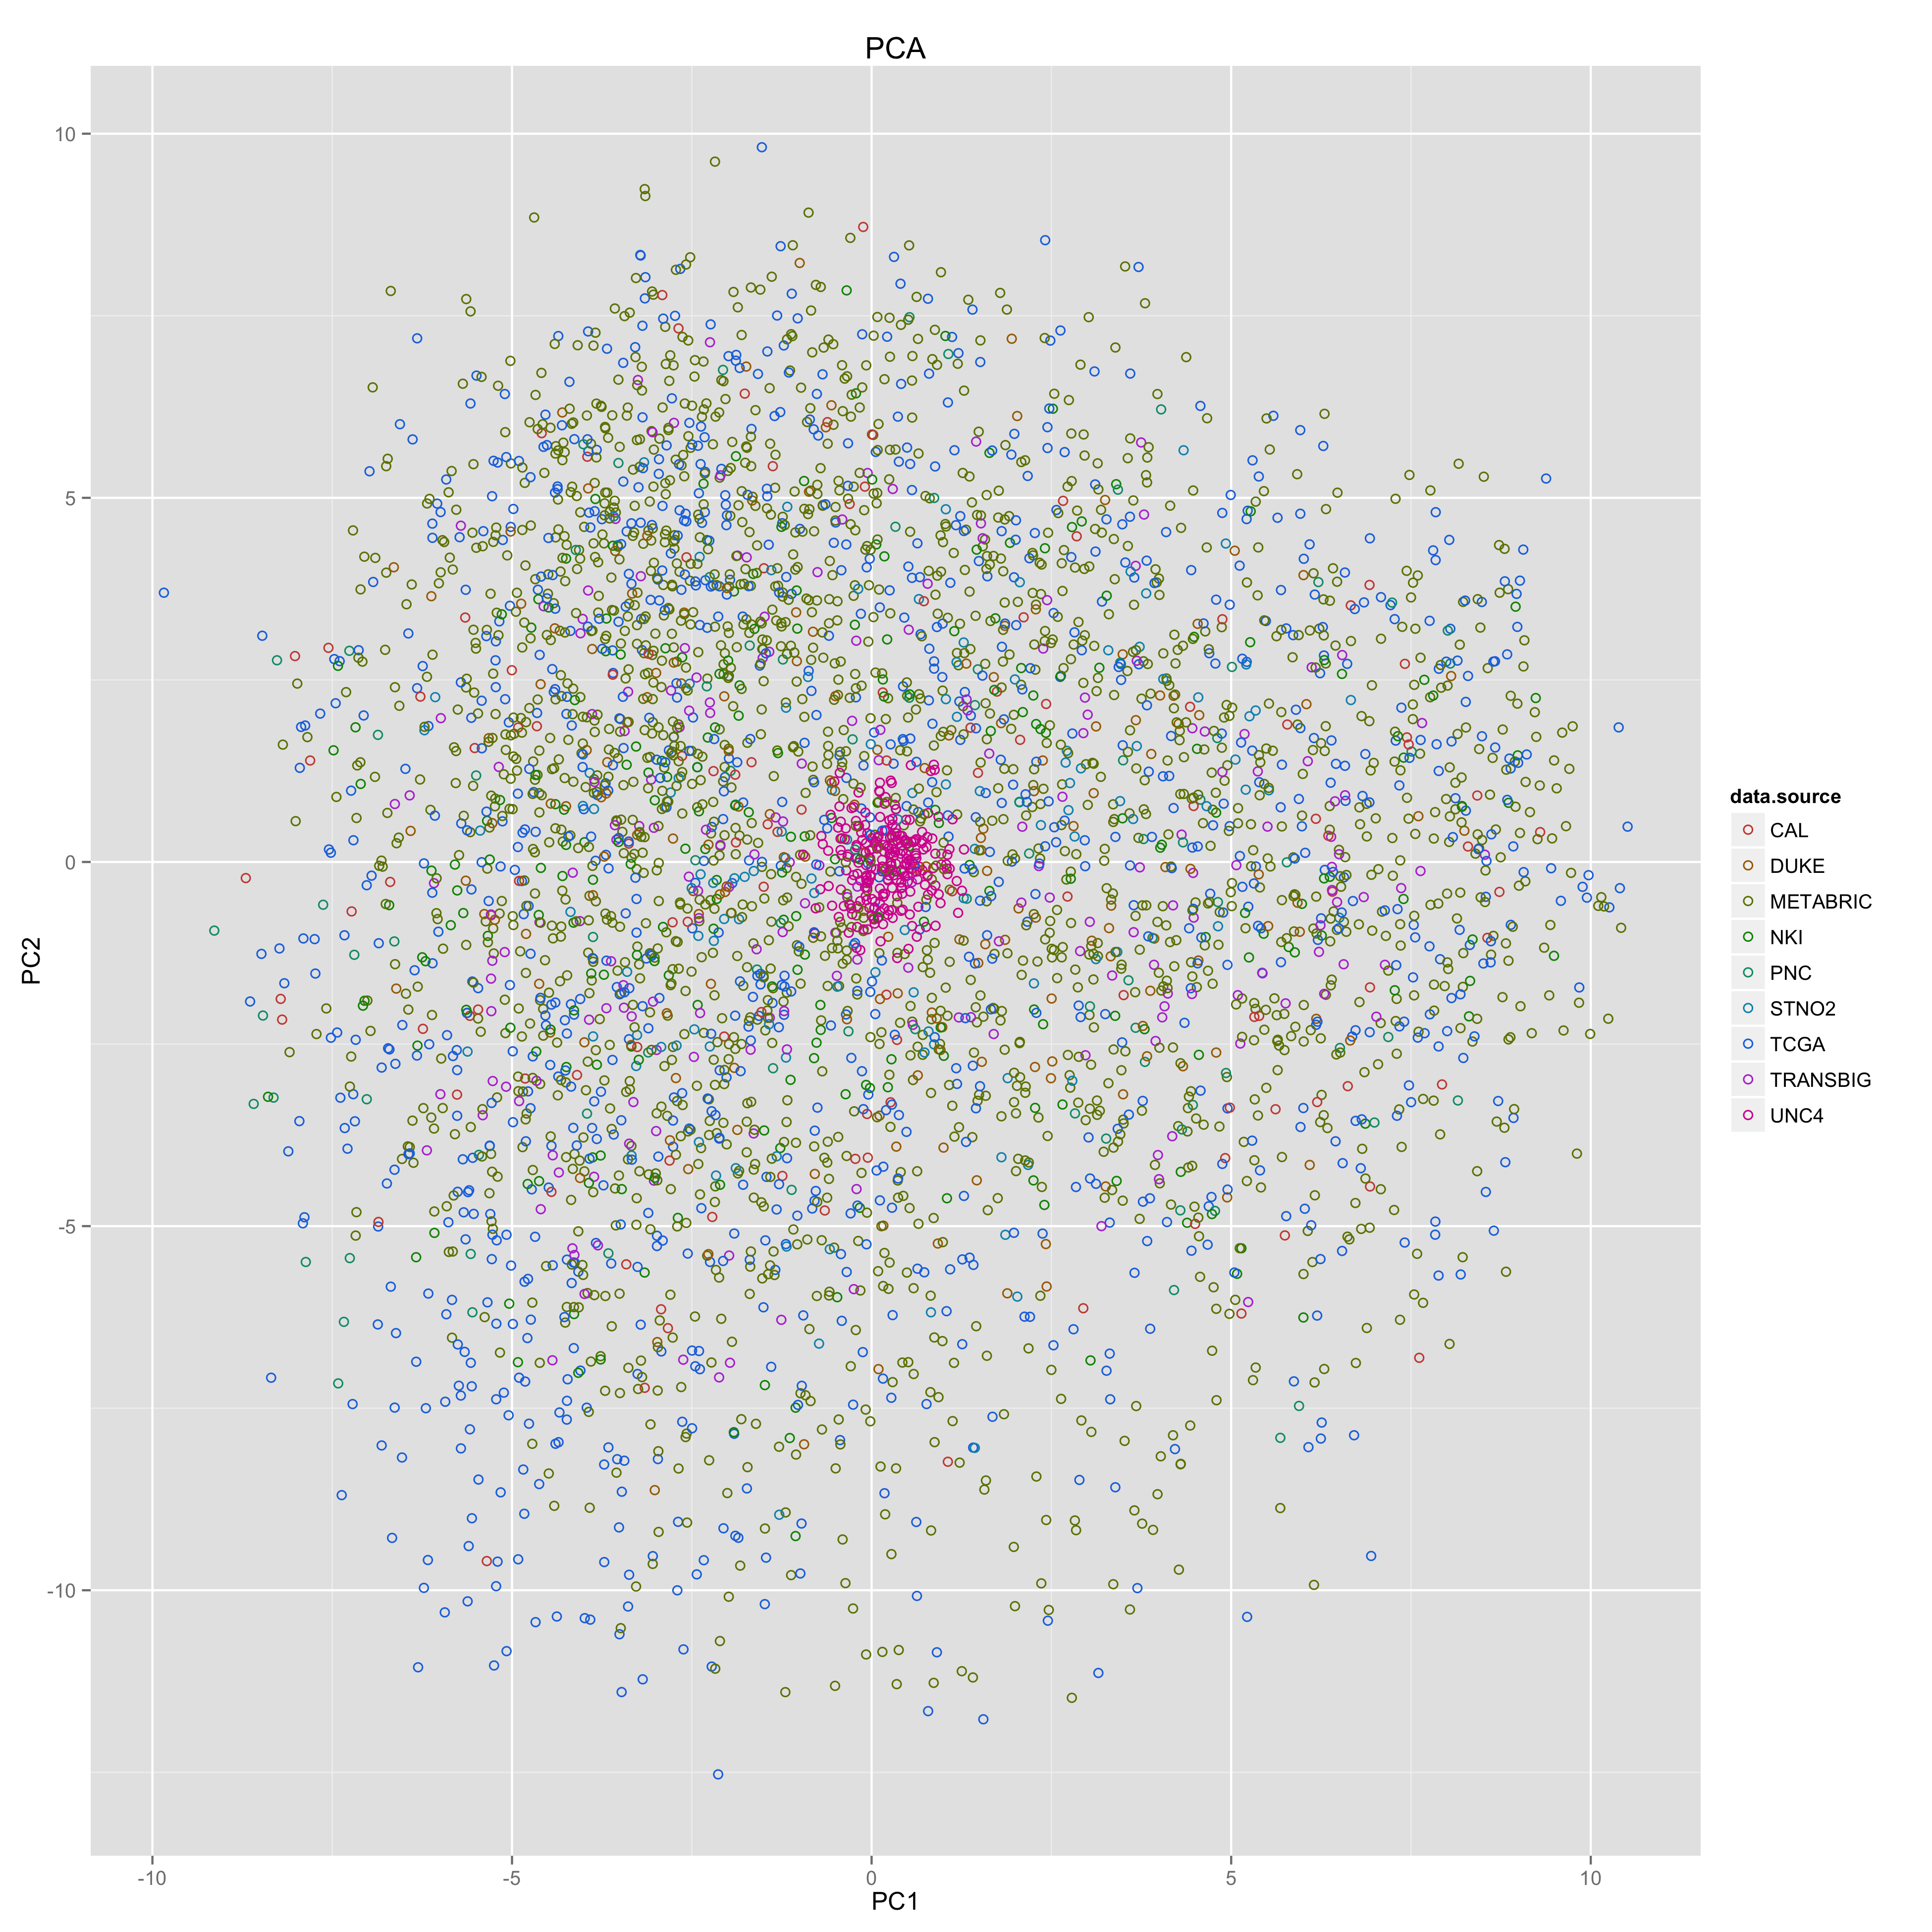 PCA
10
5
0
-5
-10
PC2
-10
-5
0
5
10
PC1
data.source
CAL
DUKE
METABRIC
NKI
PNC
STNO2
TCGA
TRANSBIG
UNC4